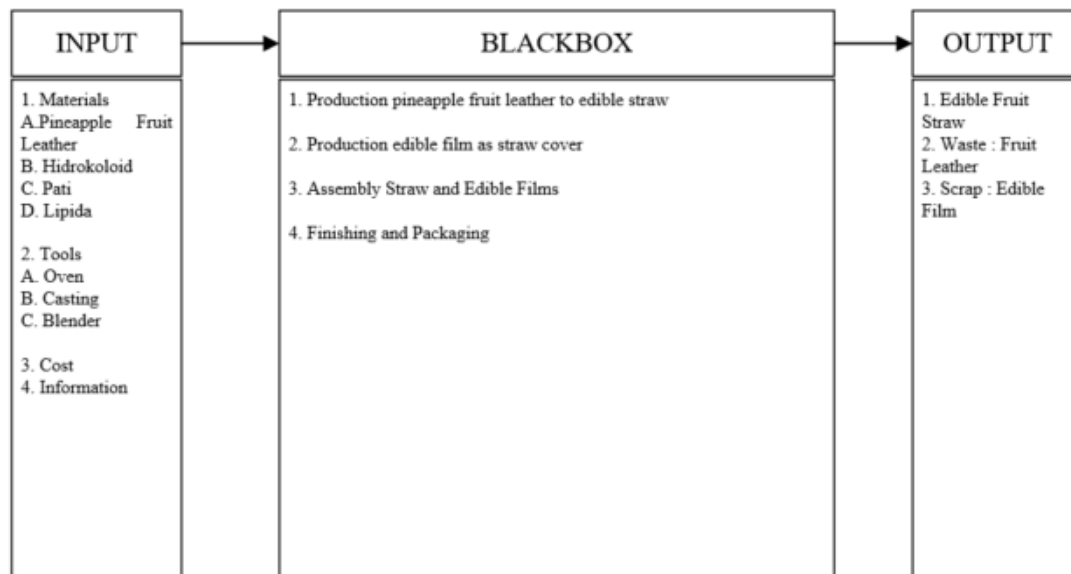 INPUT
BLACKBOX
OUTPUT
1. Materials
A.Pineapple Fruit
Leather
B. Hidrokoloid
C. Pati
D. Lipida
2. Tools
A. Oven
B. Casting
C. Blender
3. Cost
4. Information
1. Production pineapple fruit leather to edible straw
2. Production edible film as straw cover
3. Assembly Straw and Edible Films
4. Finishing and Packaging
1. Edible Fruit
Straw
2. Waste : Fruit
Leather
3. Scrap : Edible
Film